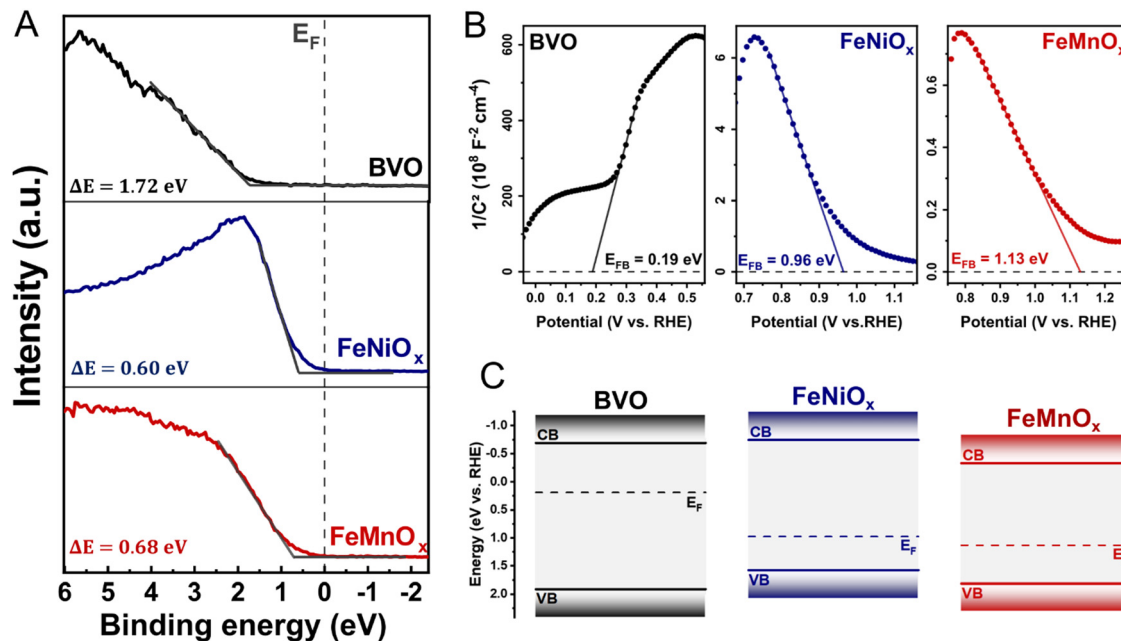 A
Intensity (a.u.)
E_F
BVO
ΔE = 1.72 eV
FeNiOₓ
ΔE = 0.60 eV
FeMnOₓ
ΔE = 0.68 eV
6 5 4 3 2 1 0 -1 -2
Binding energy (eV)
B
1/C² (10⁸ F⁻² cm⁻⁴)
BVO
600
400
200
0
E_FB = 0.19 eV
0.0 0.1 0.2 0.3 0.4 0.5
Potential (V vs. RHE)
FeNiOₓ
6
4
2
0
E_FB = 0.96 eV
0.7 0.8 0.9 1.0 1.1
Potential (V vs.RHE)
FeMnOₓ
0.6
0.4
0.2
0.0
E_FB = 1.13 eV
0.8 0.9 1.0 1.1 1.2
Potential (V vs. RHE)
C
Energy (eV vs. RHE)
-1.0
-0.5
0.0
0.5
1.0
1.5
2.0
BVO
CB
E_F
VB
FeNiOₓ
CB
E_F
VB
FeMnOₓ
CB
E
VB